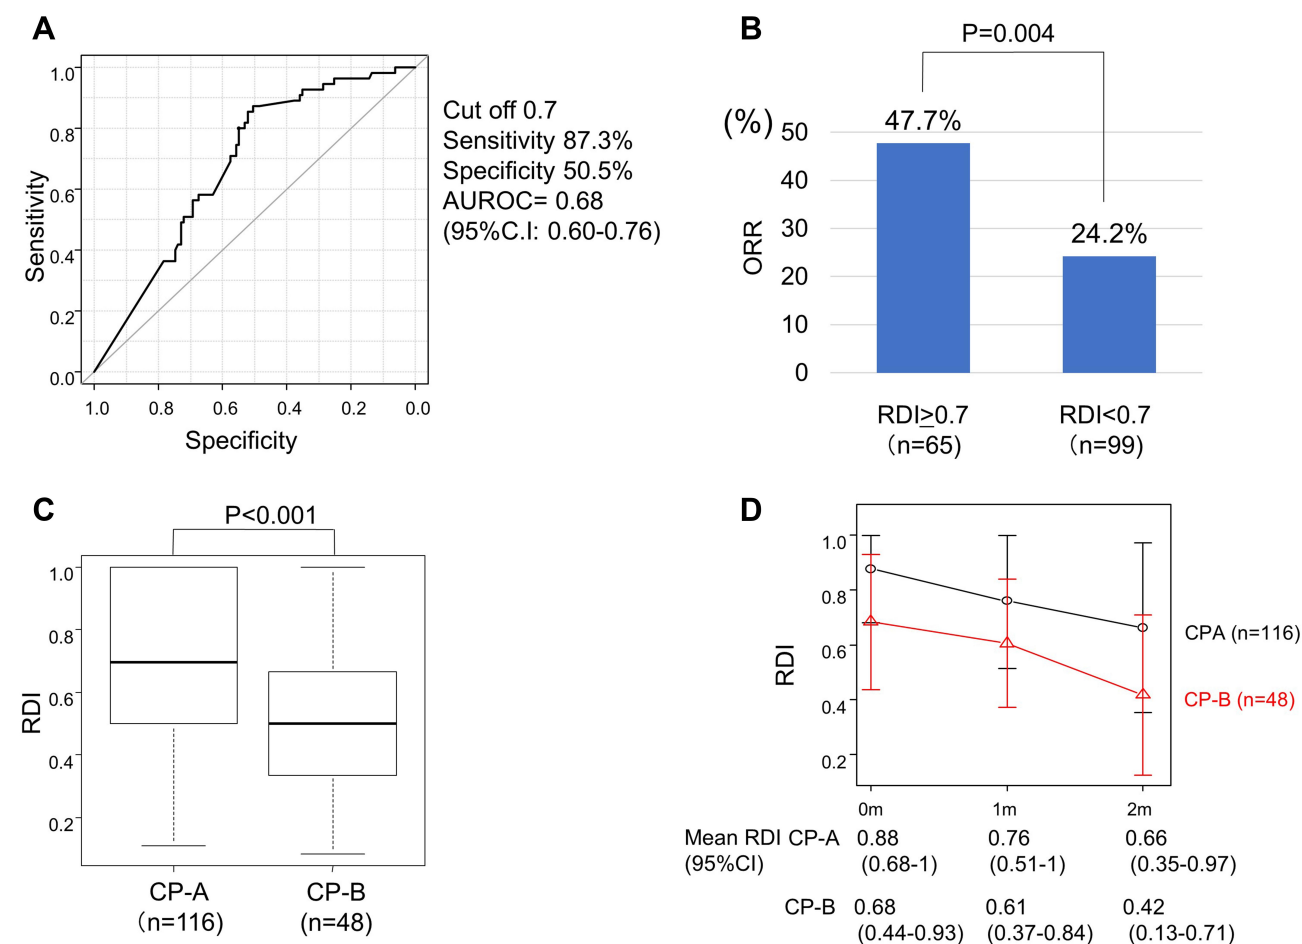 A
1.0
0.8
0.6
0.4
0.2
0.0
Sensitivity
1.0 0.8 0.6 0.4 0.2 0.0
Specificity
Cut off 0.7
Sensitivity 87.3%
Specificity 50.5%
AUROC= 0.68
(95%C.I: 0.60-0.76)
B
P=0.004
(%)
50
40
30
20
10
0
ORR
47.7%
24.2%
RDI≥0.7 RDI<0.7
(n=65) (n=99)
C
P<0.001
1.0
0.8
0.6
0.4
0.2
RDI
CP-A CP-B
(n=116) (n=48)
D
1.0
0.8
0.6
0.4
0.2
RDI
CPA (n=116)
CP-B (n=48)
0m 1m 2m
Mean RDI CP-A 0.88 0.76 0.66
(95%CI) (0.68-1) (0.51-1) (0.35-0.97)
CP-B 0.68 0.61 0.42
(0.44-0.93) (0.37-0.84) (0.13-0.71)